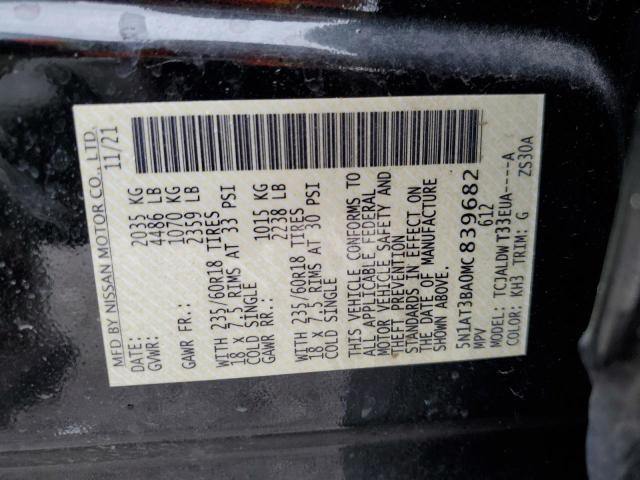 MFD BY NISSAN MOTOR CO., LTD.
DATE: 11/21
GVWR: 2035 KG
4486 LB
GAWR FR.: 1070 KG
2359 LB
WITH 235/60R18 TIRES
18 X 7.5 RIMS AT 33 PSI
COLD SINGLE
GAWR RR.: 1015 KG
2238 LB
WITH 235/60R18 TIRES
18 X 7.5 RIMS AT 30 PSI
COLD SINGLE
THIS VEHICLE CONFORMS TO
ALL APPLICABLE FEDERAL
MOTOR VEHICLE SAFETY AND
THEFT PREVENTION
STANDARDS IN EFFECT ON
THE DATE OF MANUFACTURE
SHOWN ABOVE.
5N1AT3BA0MC839682
MPV 612
MODEL: TCJALDWT33EUA----A
COLOR: KH3 TRIM: G ZS30A